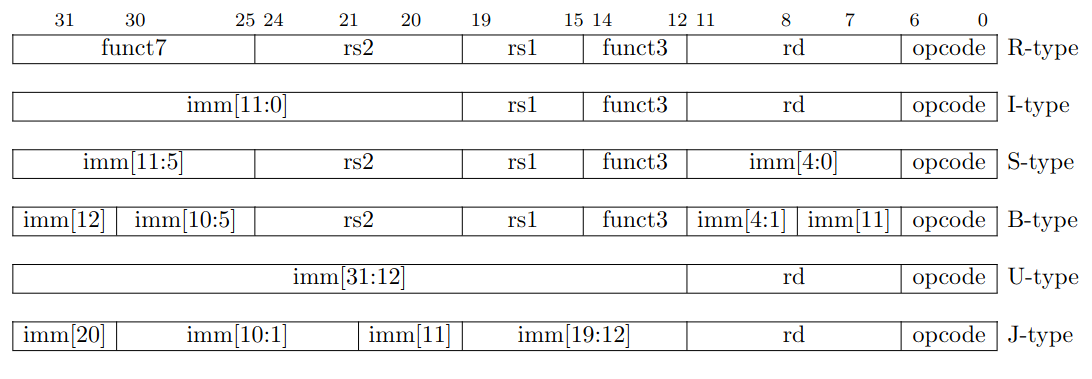 31 30 25 24 21 20 19 15 14 12 11 8 7 6 0
funct7 rs2 rs1 funct3 rd opcode R-type
imm[11:0] rs1 funct3 rd opcode I-type
imm[11:5] rs2 rs1 funct3 imm[4:0] opcode S-type
imm[12] imm[10:5] rs2 rs1 funct3 imm[4:1] imm[11] opcode B-type
imm[31:12] rd opcode U-type
imm[20] imm[10:1] imm[11] imm[19:12] rd opcode J-type